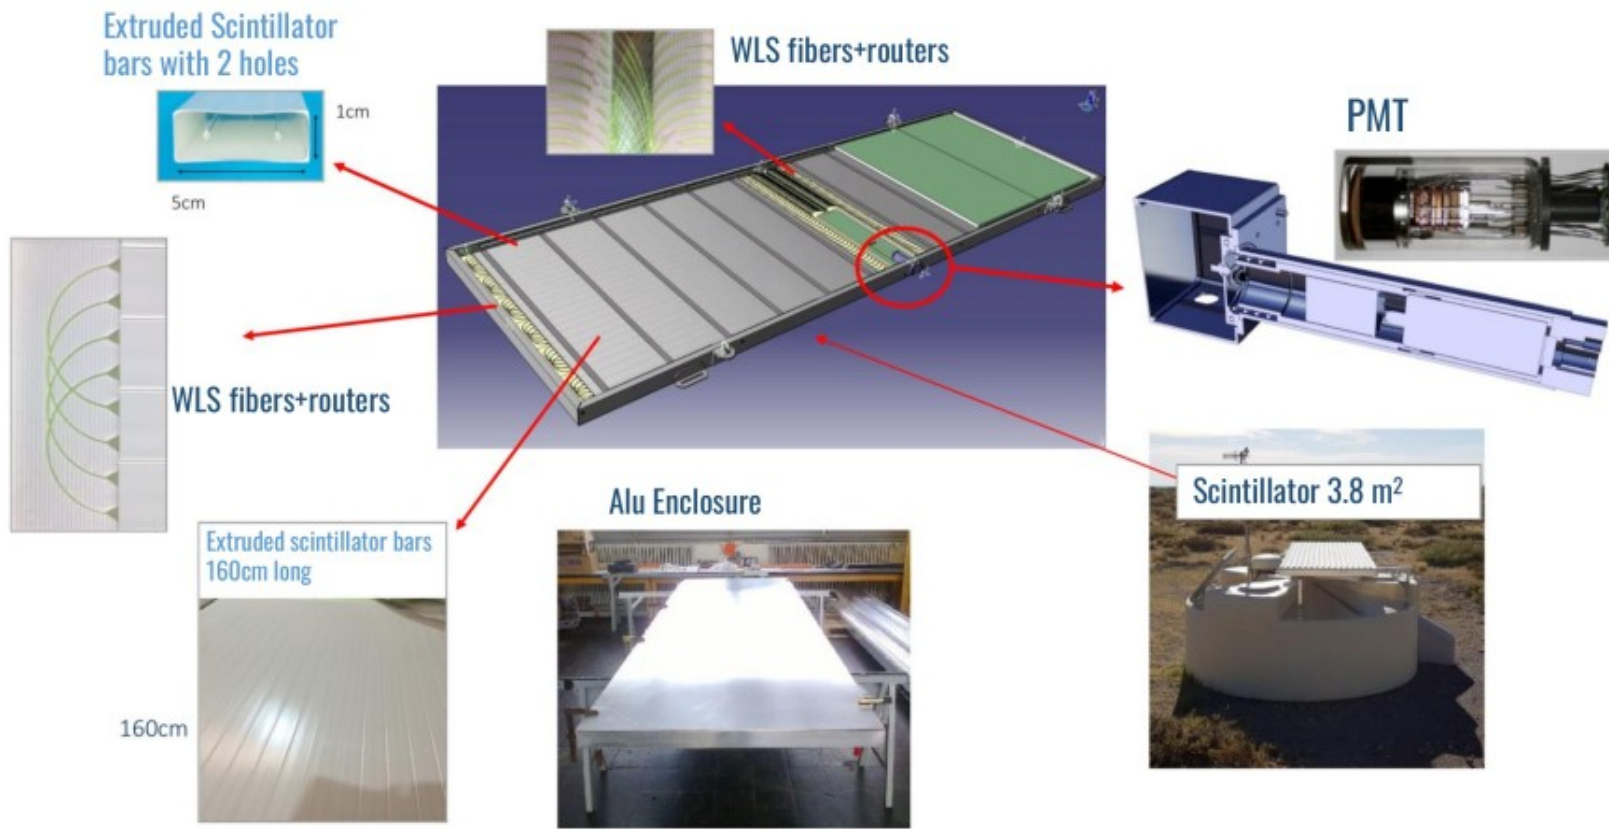 Extruded Scintillator
bars with 2 holes
WLS fibers+routers
1cm
PMT
5cm
WLS fibers+routers
Scintillator 3.8 m²
Alu Enclosure
Extruded scintillator bars
160cm long
160cm